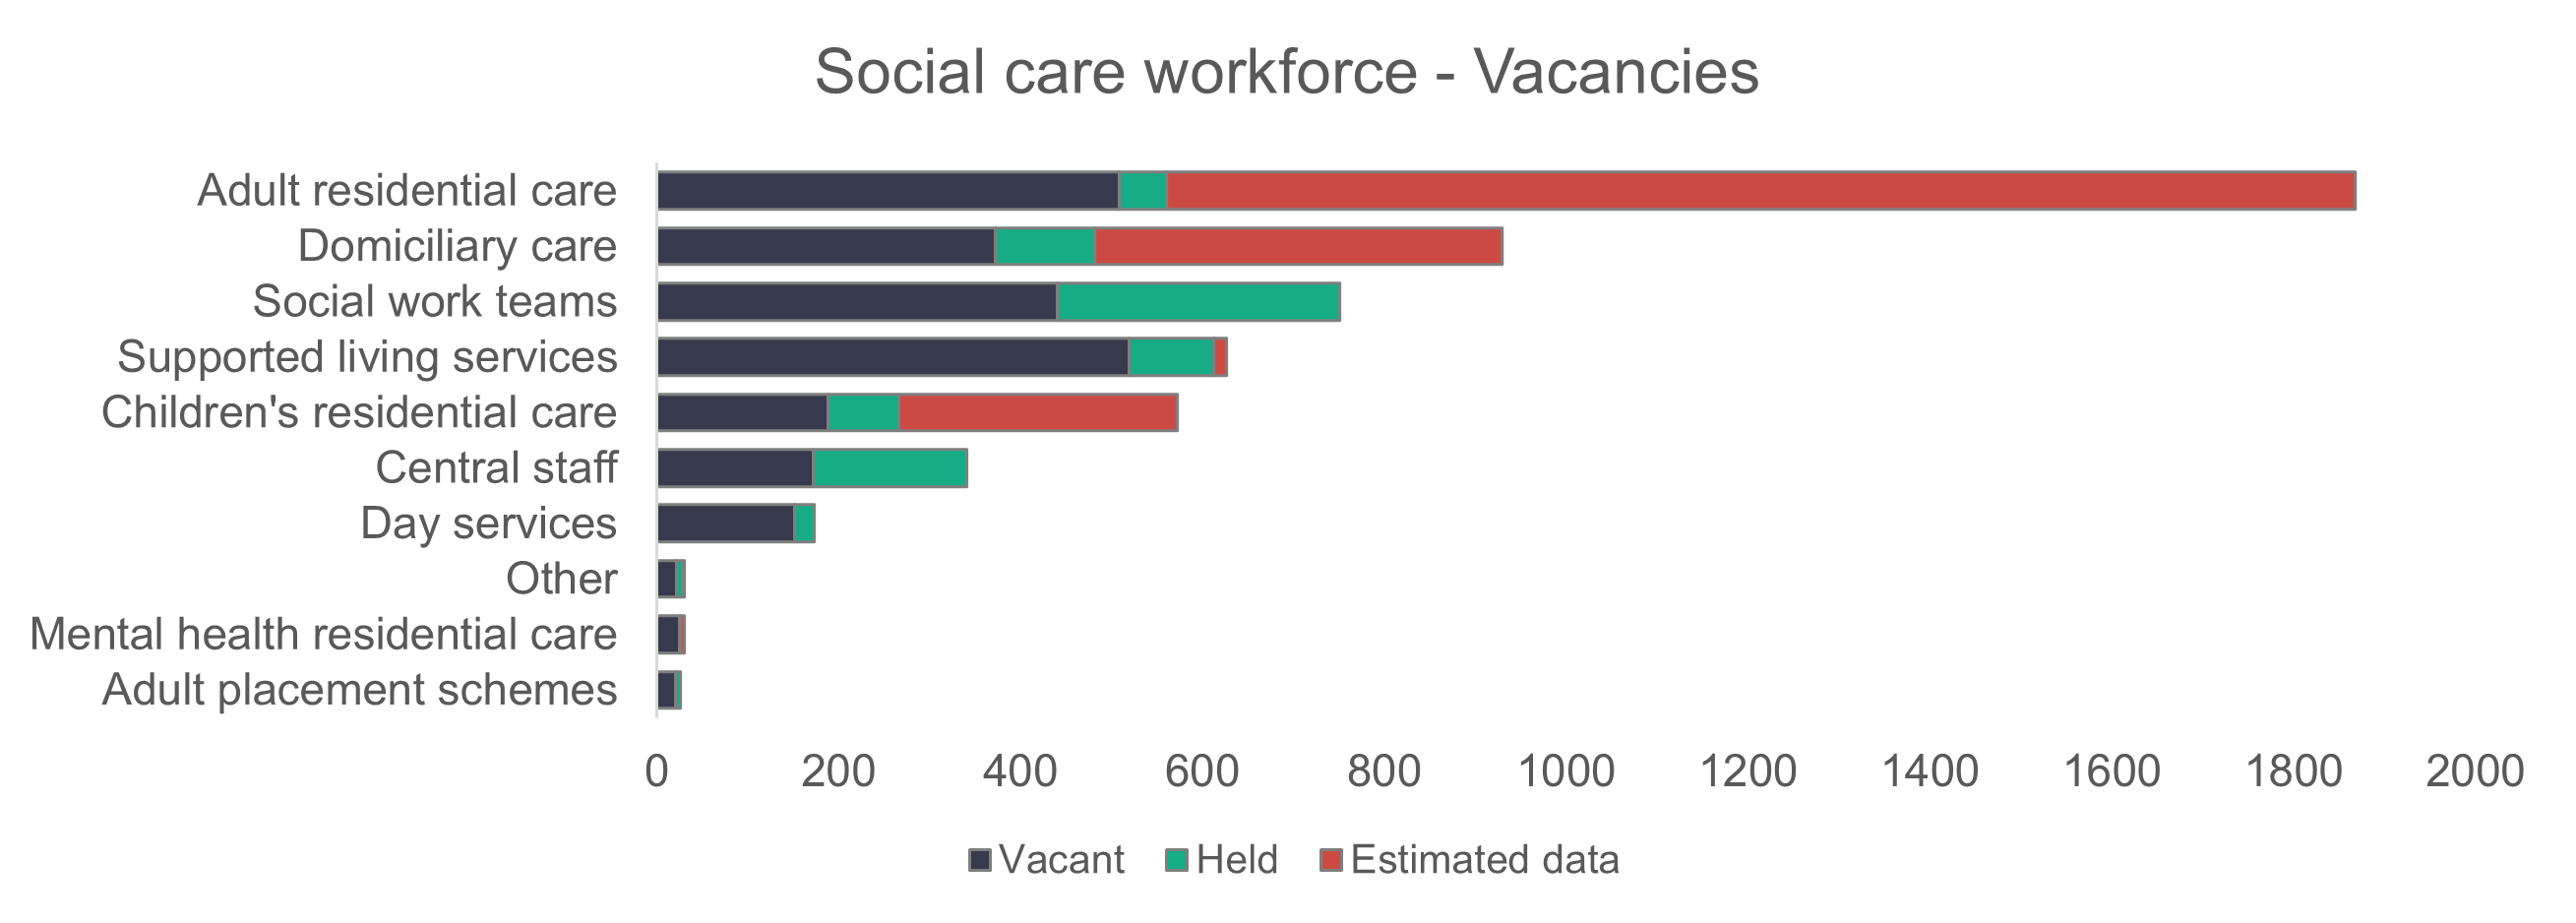 Social care workforce - Vacancies
Adult residential care
Domiciliary care
Social work teams
Supported living services
Children's residential care
Central staff
Day services
Other
Mental health residential care
Adult placement schemes
0 200 400 600 800 1000 1200 1400 1600 1800 2000
Vacant Held Estimated data